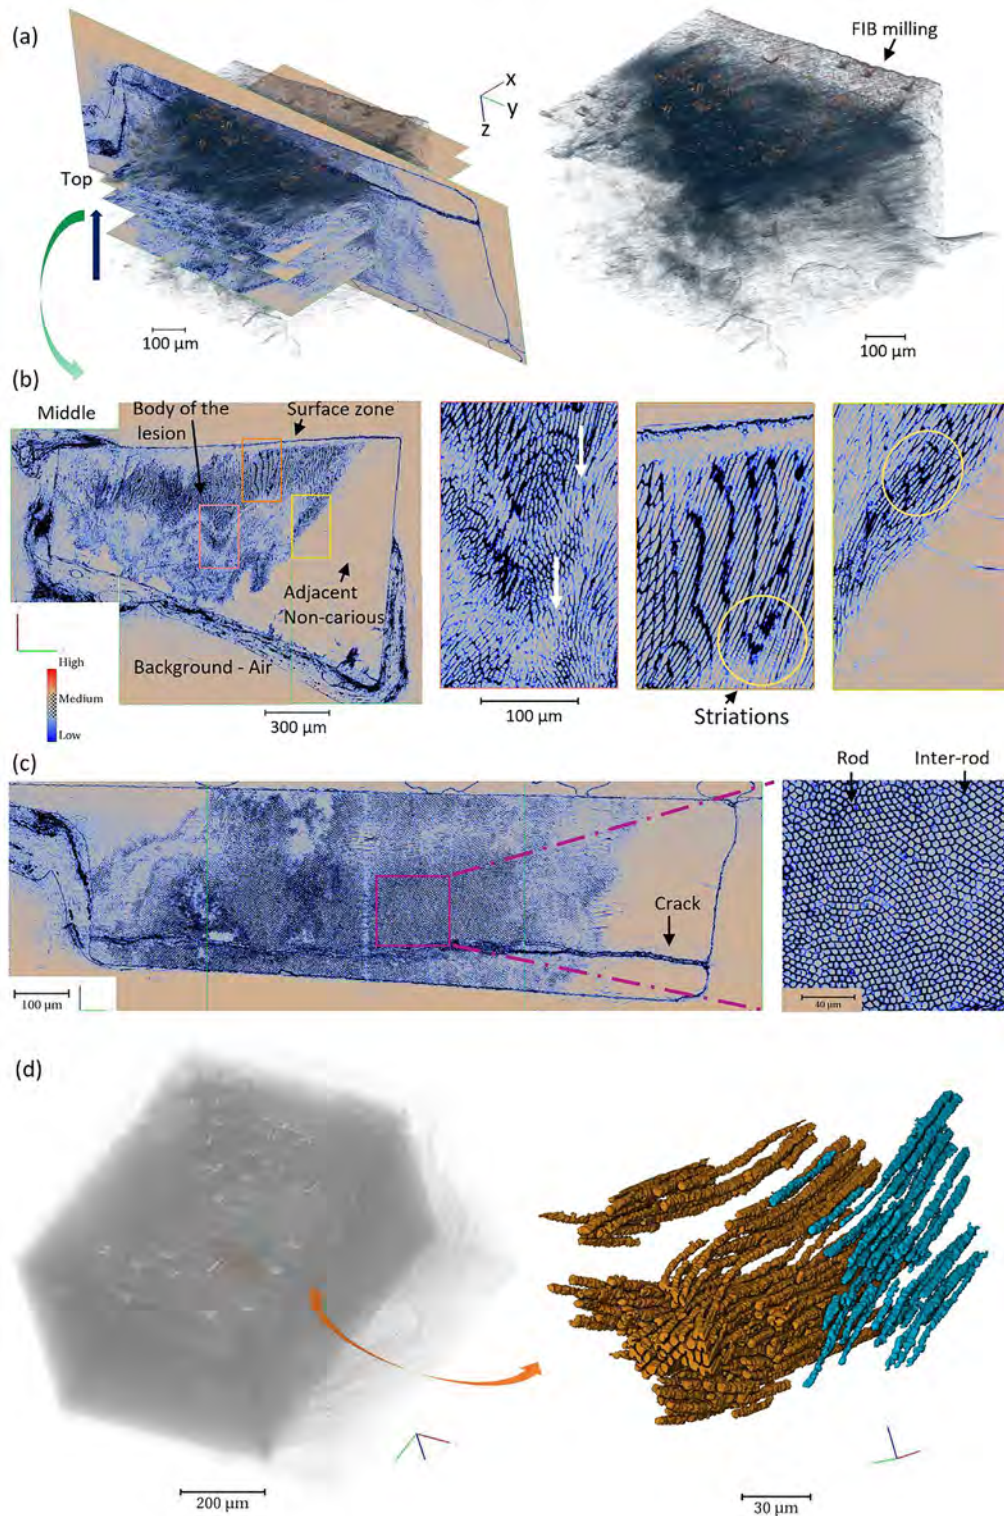 (a)
FIB milling
x
y
z
Top
100 µm
100 µm
(b)
Middle
Body of the
lesion
Surface zone
Adjacent
Non-carious
Background - Air
High
Medium
Low
300 µm
100 µm
Striations
(c)
Rod
Inter-rod
Crack
100 µm
40 µm
(d)
200 µm
30 µm